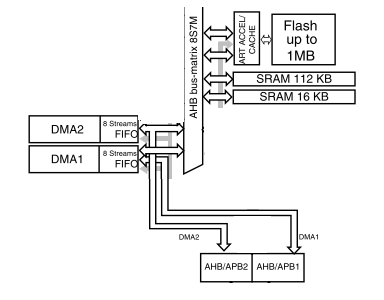 AHB bus-matrix 8S7M
ART ACCEL/
CACHE
Flash
up to
1MB
SRAM 112 KB
SRAM 16 KB
DMA2
8 Streams
FIFO
DMA1
8 Streams
FIFO
DMA2
DMA1
AHB/APB2
AHB/APB1